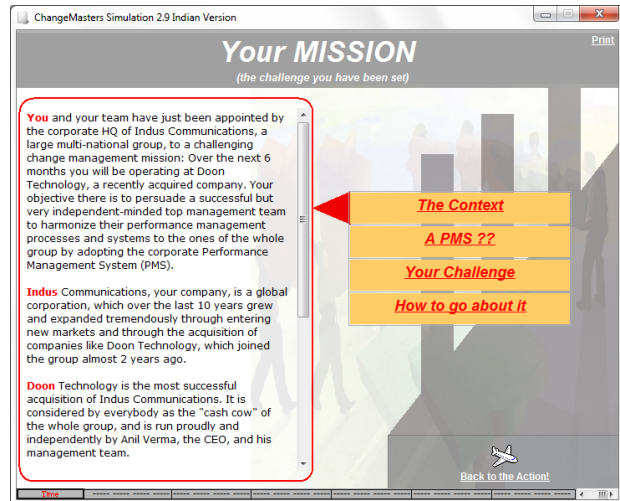 ChangeMasters Simulation 2.9 Indian Version
Your MISSION
Print
(the challenge you have been set)
You and your team have just been appointed by
the corporate HQ of Indus Communications, a
large multi-national group, to a challenging
change management mission: Over the next 6
months you will be operating at Doon
Technology, a recently acquired company. Your
objective there is to persuade a successful but
very independent-minded top management team
to harmonize their performance management
processes and systems to the ones of the whole
group by adopting the corporate Performance
Management System (PMS).
Indus Communications, your company, is a global
corporation, which over the last 10 years grew
and expanded tremendously through entering
new markets and through the acquisition of
companies like Doon Technology, which joined
the group almost 2 years ago.
Doon Technology is the most successful
acquisition of Indus Communications. It is
considered by everybody as the "cash cow" of
the whole group, and is run proudly and
independently by Anil Verma, the CEO, and his
management team.
The Context
A PMS ??
Your Challenge
How to go about it
Back to the Action!
Time